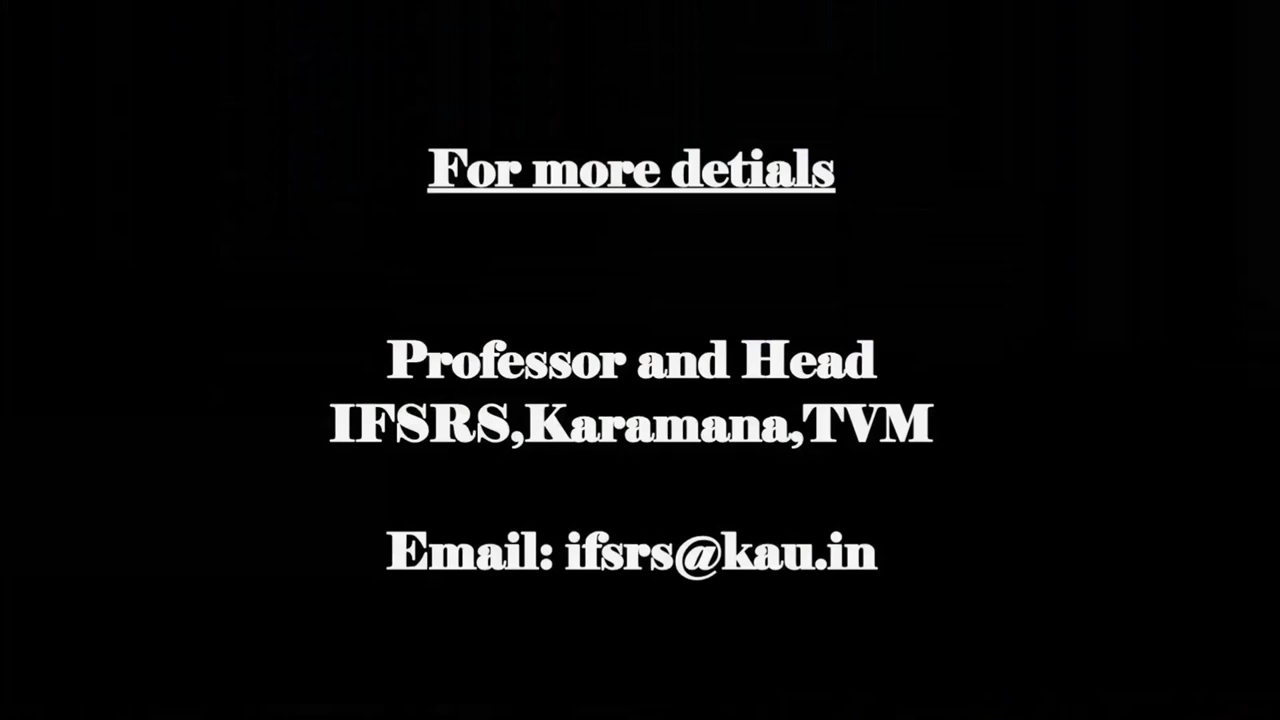 For more detials
Professor and Head
IFSRS,Karamana,TVM
Email: ifsrs@kau.in